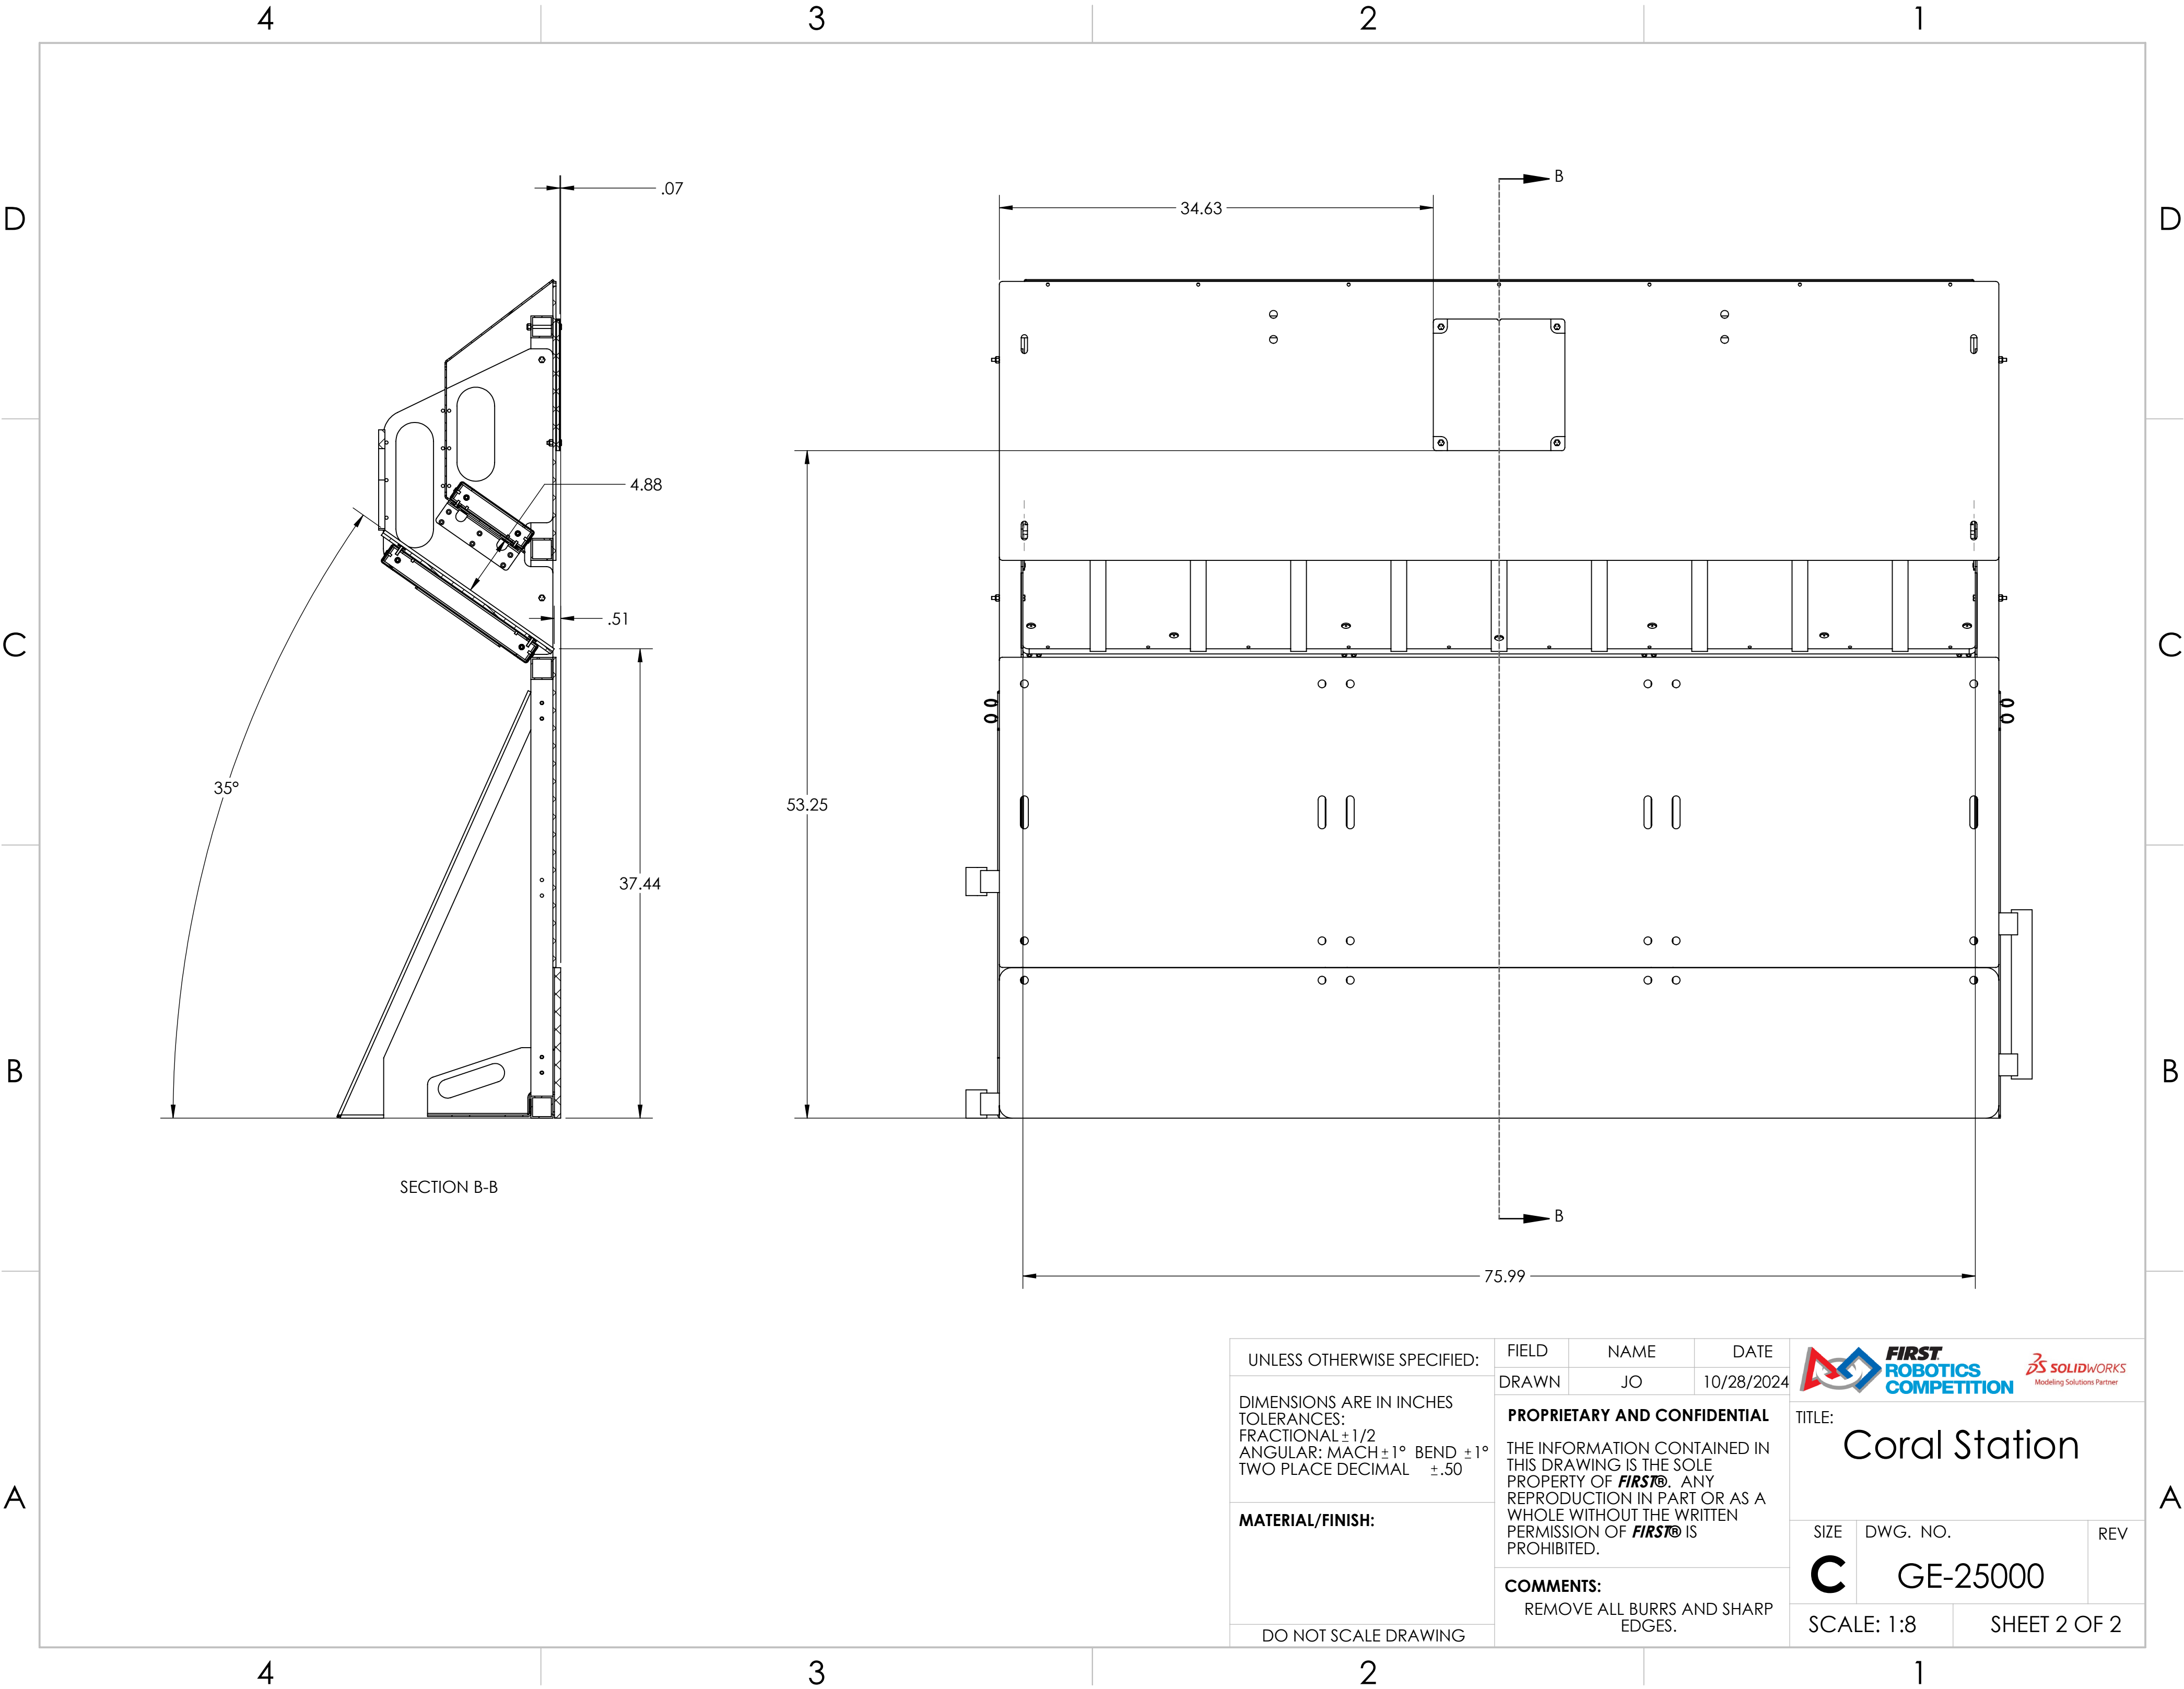 4 3 2 1
D D
C C
B B
A A
.07
4.88
.51
35°
37.44
SECTION B-B
B
34.63
53.25
B
75.99
UNLESS OTHERWISE SPECIFIED:
DIMENSIONS ARE IN INCHES
TOLERANCES:
FRACTIONAL ±1/2
ANGULAR: MACH ±1° BEND ±1°
TWO PLACE DECIMAL ±.50
MATERIAL/FINISH:
DO NOT SCALE DRAWING
FIELD NAME DATE
DRAWN JO 10/28/2024
PROPRIETARY AND CONFIDENTIAL
THE INFORMATION CONTAINED IN
THIS DRAWING IS THE SOLE
PROPERTY OF FIRST®. ANY
REPRODUCTION IN PART OR AS A
WHOLE WITHOUT THE WRITTEN
PERMISSION OF FIRST® IS
PROHIBITED.
COMMENTS:
REMOVE ALL BURRS AND SHARP
EDGES.
FIRST
ROBOTICS
COMPETITION
SOLIDWORKS
Modeling Solutions Partner
TITLE:
Coral Station
SIZE DWG. NO. REV
C GE-25000
SCALE: 1:8 SHEET 2 OF 2
4 3 2 1